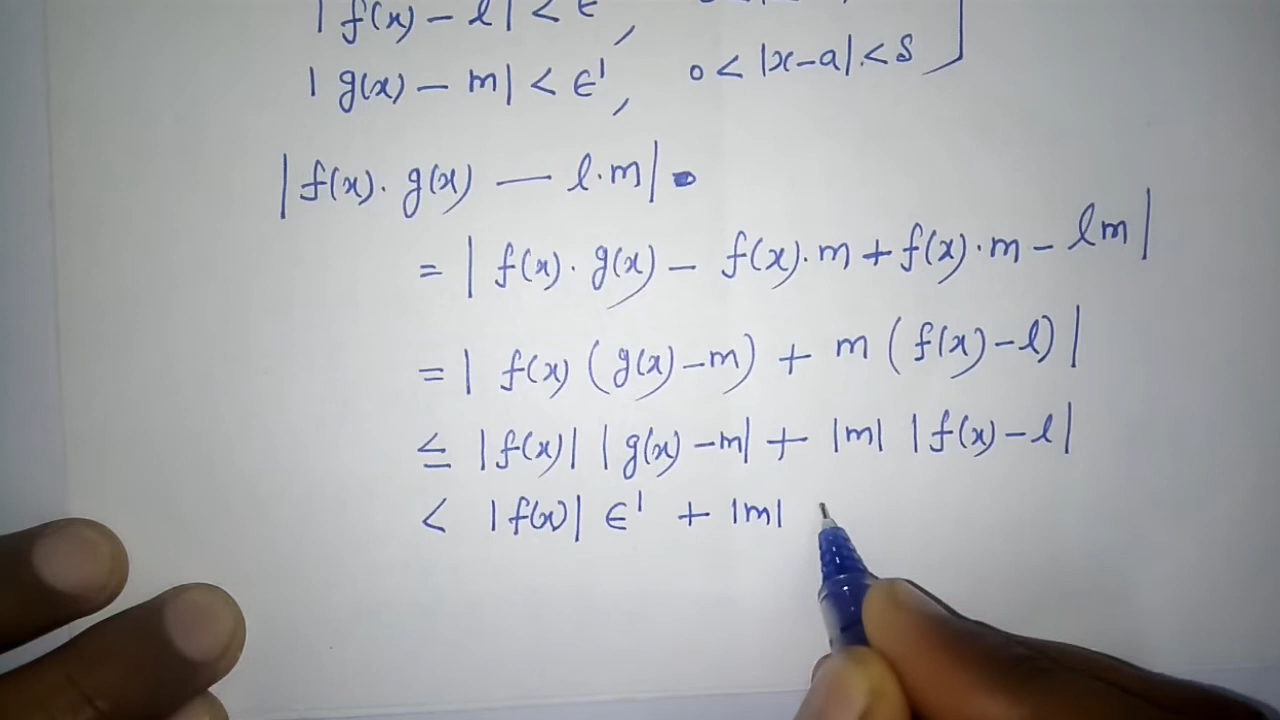 |f(x) – l| < ϵ',
|g(x) – m| < ϵ', 0 < |x–a| < δ ]
|f(x)·g(x) — l·m|
= |f(x)·g(x) – f(x)·m + f(x)·m – lm|
= |f(x)(g(x)–m) + m(f(x)–l)|
≤ |f(x)||g(x)–m| + |m||f(x)–l|
< |f(x)| ϵ' + |m|